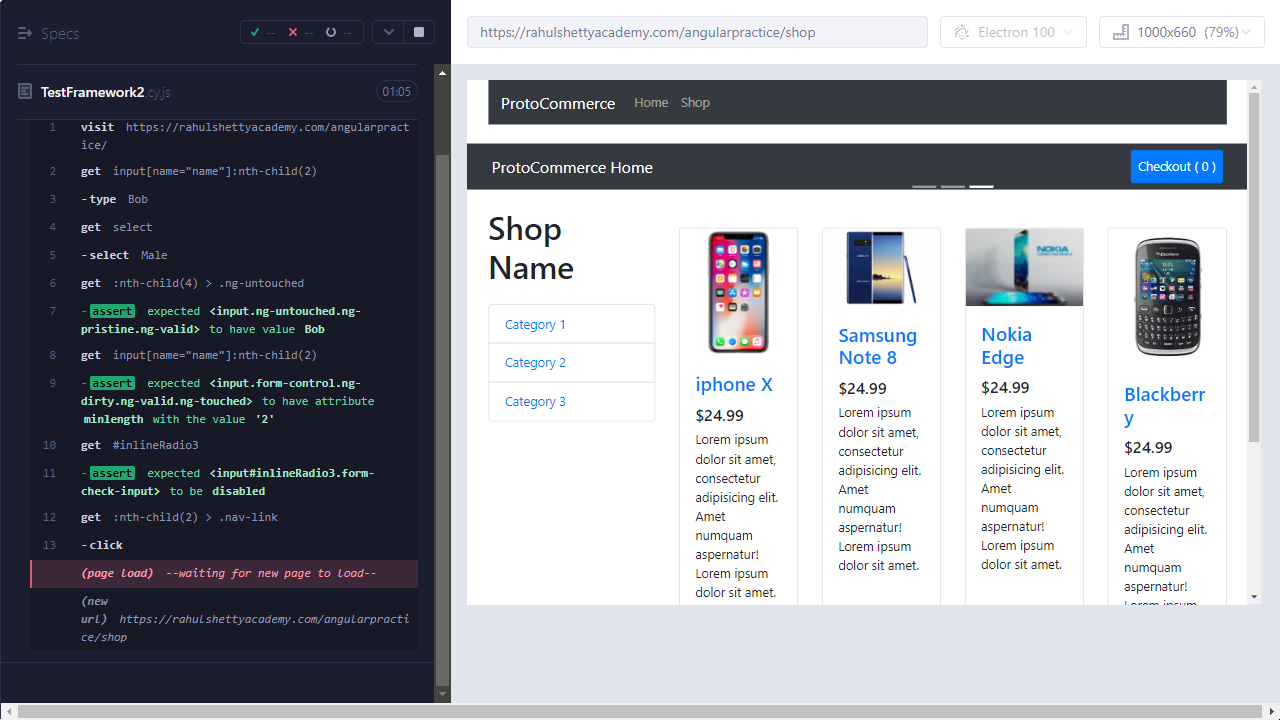 Specs
--
--
--
TestFramework2.cy.js
01:05
1 visit https://rahulshettyacademy.com/angularpract
ice/
2 get input[name="name"]:nth-child(2)
3 -type Bob
4 get select
5 -select Male
6 get :nth-child(4) > .ng-untouched
7 -assert expected <input.ng-untouched.ng-
pristine.ng-valid> to have value Bob
8 get input[name="name"]:nth-child(2)
9 -assert expected <input.form-control.ng-
dirty.ng-valid.ng-touched> to have attribute
minlength with the value '2'
10 get #inlineRadio3
11 -assert expected <input#inlineRadio3.form-
check-input> to be disabled
12 get :nth-child(2) > .nav-link
13 -click
(page load) --waiting for new page to load--
(new
url) https://rahulshettyacademy.com/angularpracti
ce/shop
https://rahulshettyacademy.com/angularpractice/shop
Electron 100
1000x660 (79%)
ProtoCommerce Home Shop
ProtoCommerce Home
Checkout ( 0 )
Shop
Name
Category 1
Category 2
Category 3
iphone X
$24.99
Lorem ipsum
dolor sit amet,
consectetur
adipisicing elit.
Amet
numquam
aspernatur!
Lorem ipsum
dolor sit amet.
Samsung
Note 8
$24.99
Lorem ipsum
dolor sit amet,
consectetur
adipisicing elit.
Amet
numquam
aspernatur!
Lorem ipsum
dolor sit amet.
NOKIA
Nokia
Edge
$24.99
Lorem ipsum
dolor sit amet,
consectetur
adipisicing elit.
Amet
numquam
aspernatur!
Lorem ipsum
dolor sit amet.
BlackBerry
Blackberr
y
$24.99
Lorem ipsum
dolor sit amet,
consectetur
adipisicing elit.
Amet
numquam
aspernatur!
Lorem ipsum